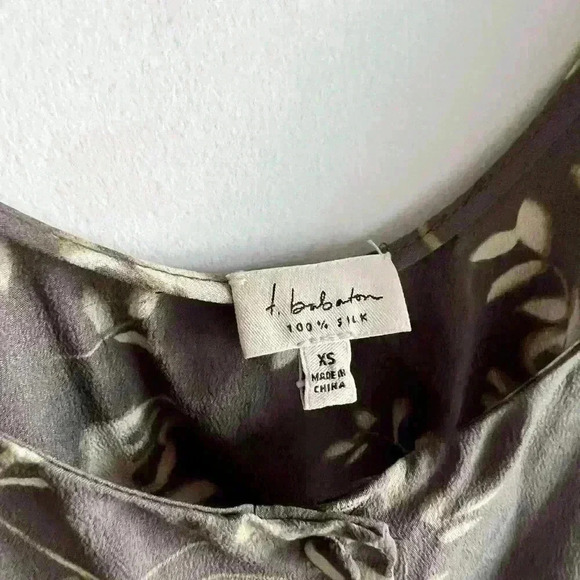 t. babaton
100% SILK
XS
MADE IN
CHINA